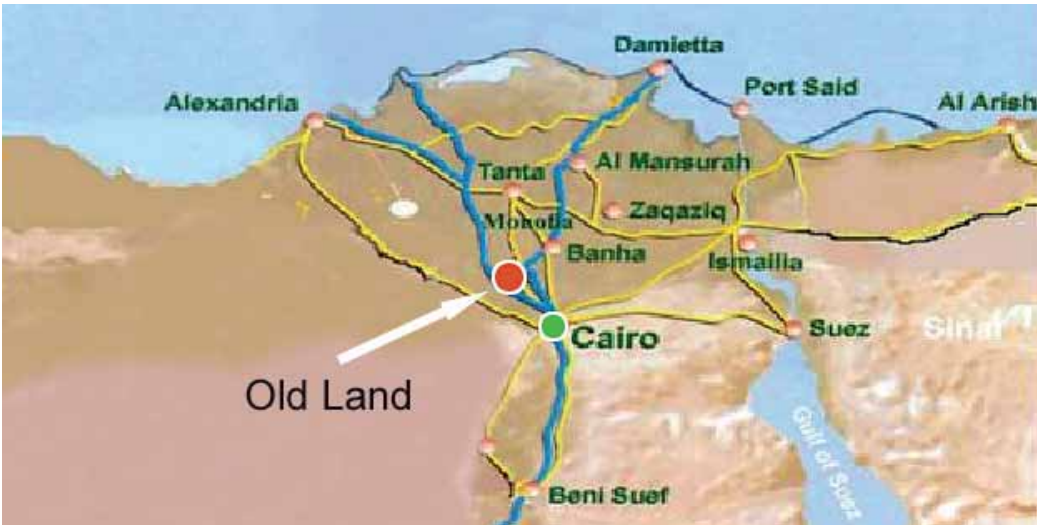 Damietta
Port Said
Alexandria
Al Arish
Tanta
Al Mansurah
Zaqaziq
Monofia
Banha
Ismailia
Suez
Sinai
Cairo
Old Land
Gulf of Suez
Beni Suef